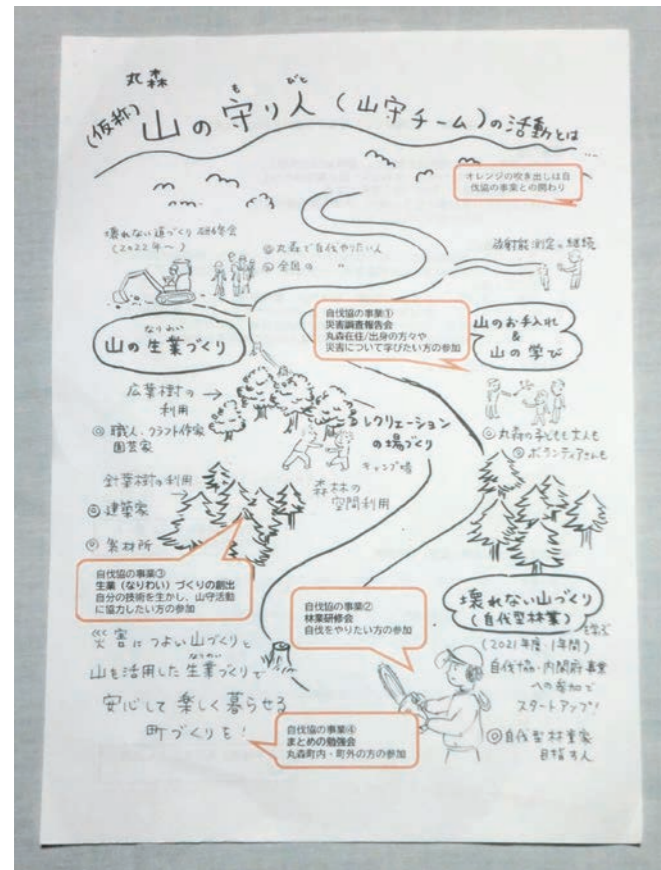 丸森
(仮称) 山の守り人 (山守チーム) の活動とは…
も びと
オレンジの吹き出しは自
伐協の事業との関わり
壊れない道づくり 研修会
(2022年〜)
◎丸森で自伐やりたい人
◎全国の 〃
放射能測定の継続
自伐協の事業①
災害調査報告会
丸森在住/出身の方々や
災害について学びたい方の参加
なりわい
山の生業づくり
山のお手入れ
&
山の学び
広葉樹の
利用
◎職人、クラフト作家
園芸家
レクリエーション
の場づくり
キャンプ場
◎丸森の子どもも大人も
◎ボランティアさんも
針葉樹の利用
◎建築家
◎製材所
森林の
空間利用
自伐協の事業③
生業（なりわい）づくりの創出
自分の技術を生かし、山守活動
に協力したい方の参加
自伐協の事業②
林業研修会
自伐をやりたい方の参加
壊れない山づくり
(自伐型林業)
を学ぶ
(2021年度・1年間)
自伐協・内閣府事業
への参加で
スタートアップ！
◎自伐型林業家
目指す人
災害につよい山づくりと
なりわい
山を活用した生業づくりで
安心して楽しく暮らせる
町づくりを！
自伐協の事業④
まとめの勉強会
丸森町内・町外の方の参加